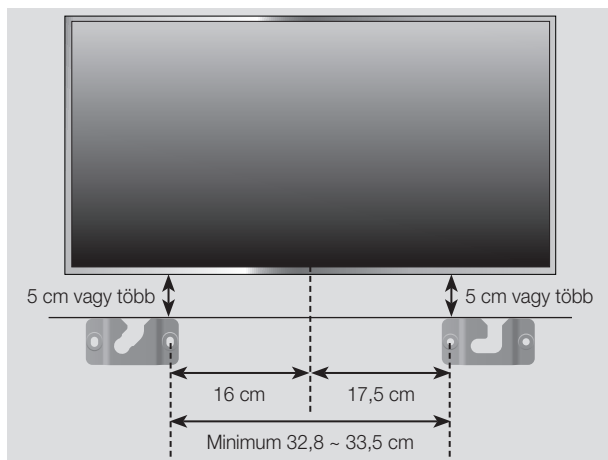 5 cm vagy több
5 cm vagy több
16 cm
17,5 cm
Minimum 32,8 ~ 33,5 cm